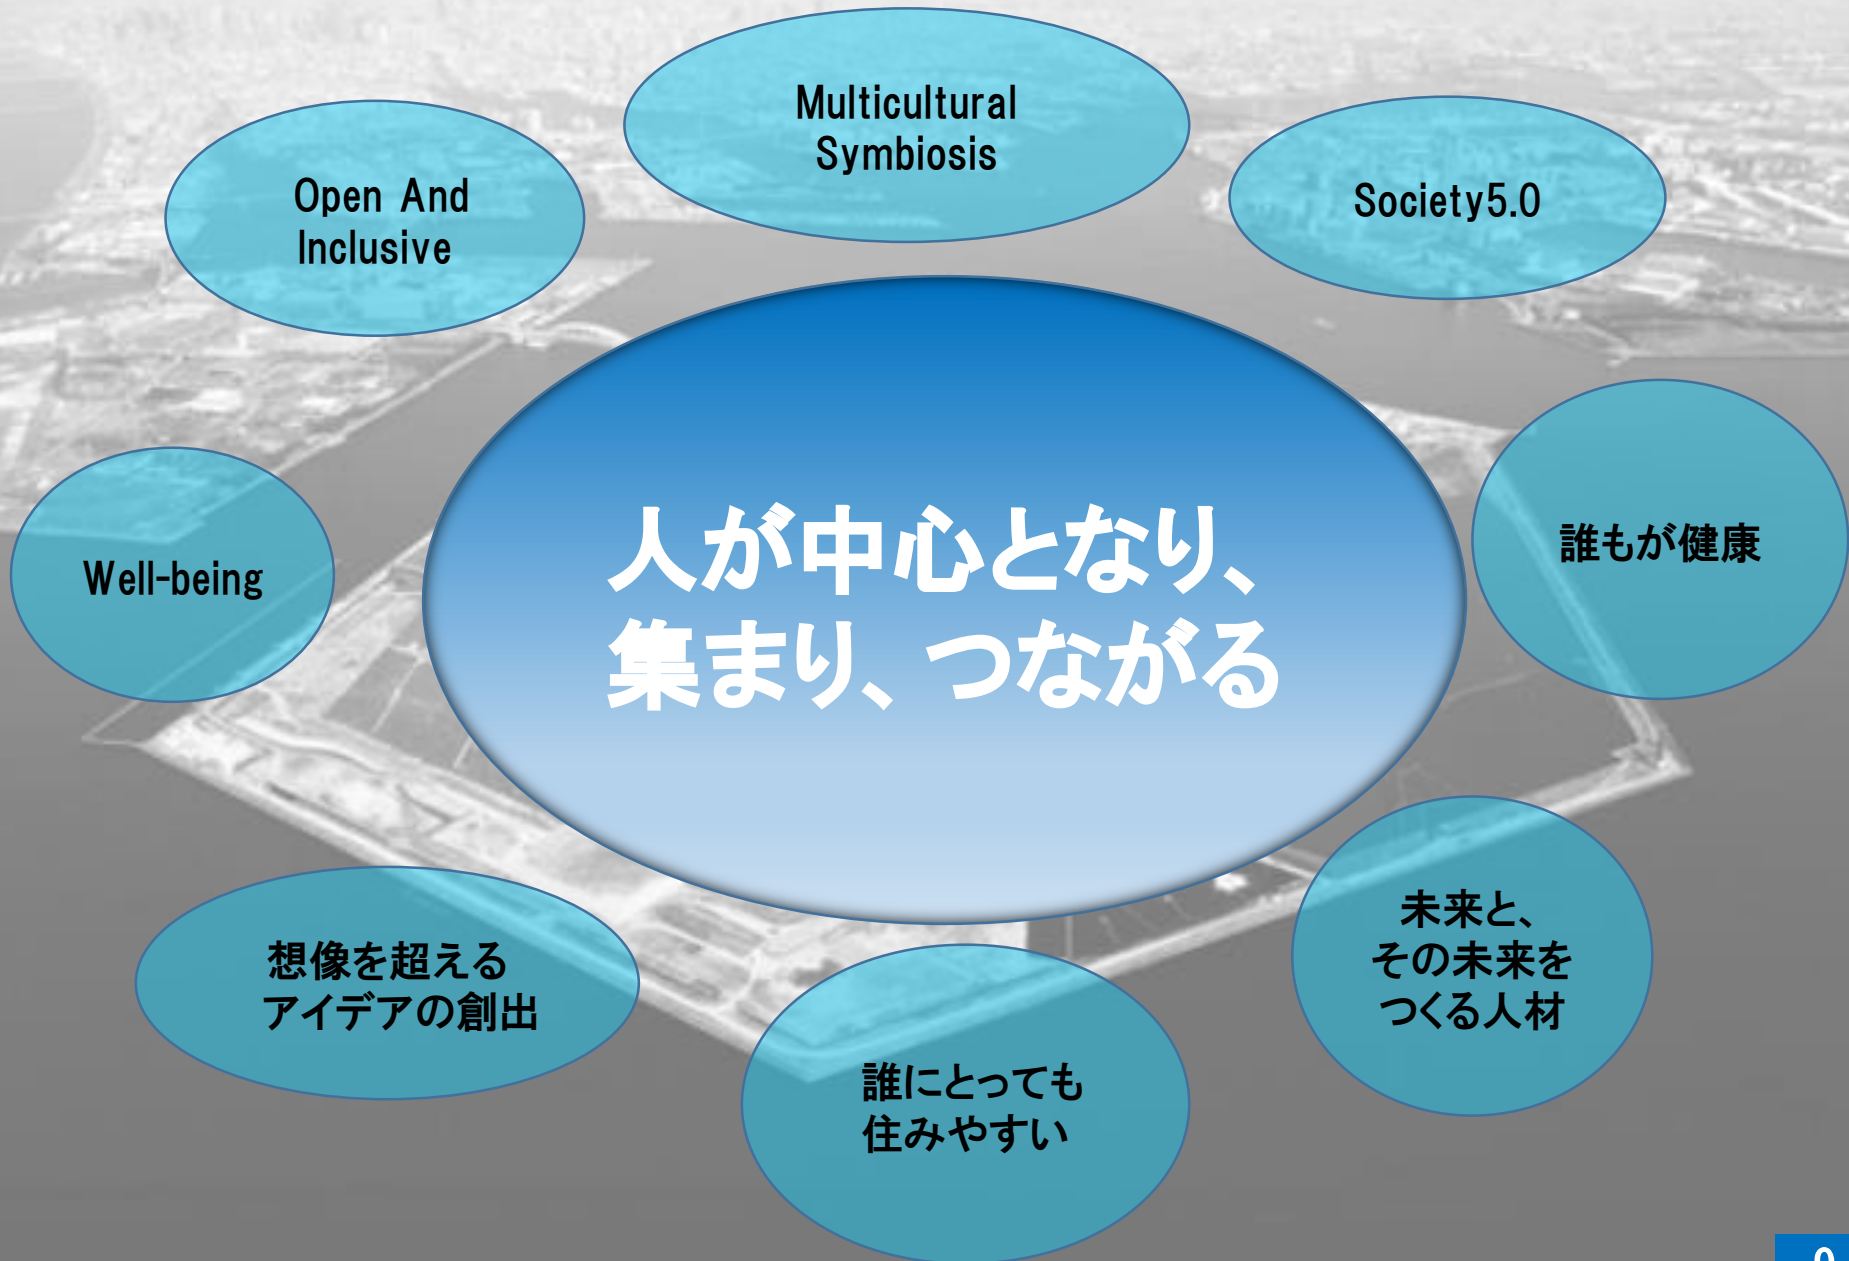 Multicultural
Symbiosis
Open And
Inclusive
Society5.0
人が中心となり、
集まり、つながる
Well-being
誰もが健康
想像を超える
アイデアの創出
未来と、
その未来を
つくる人材
誰にとっても
住みやすい